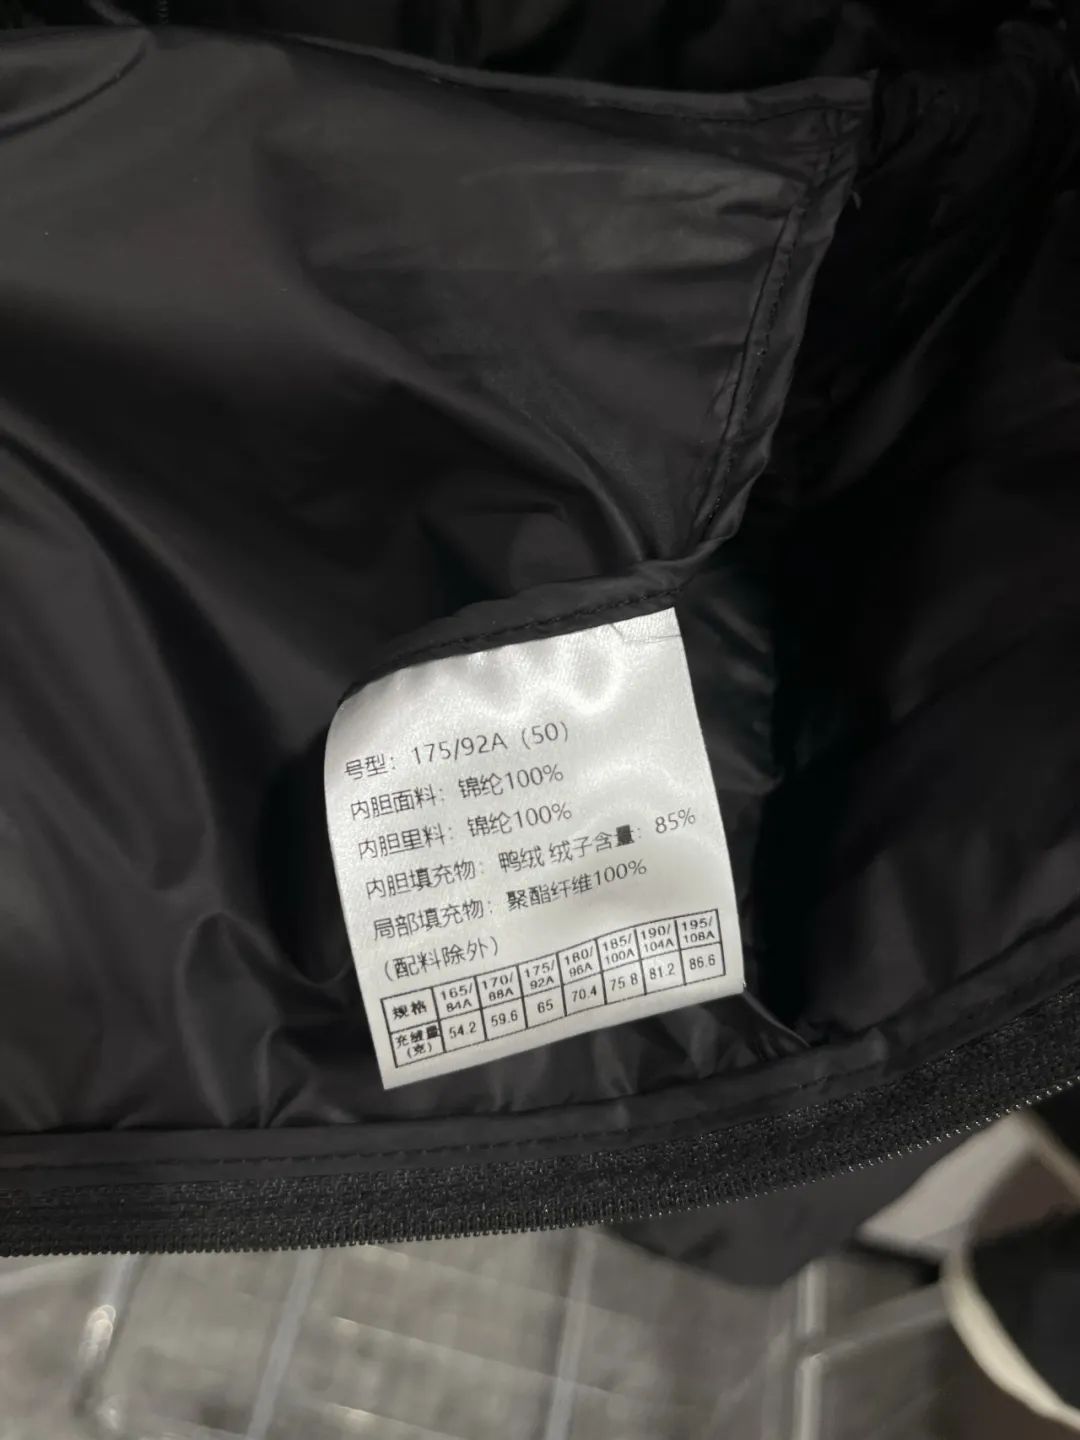 号型：175/92A（50）
内胆面料：锦纶100%
内胆里料：锦纶100%
内胆填充物：鸭绒 绒子含量：85%
局部填充物：聚酯纤维100%
（配料除外）
规格 165/84A 170/88A 175/92A 180/96A 185/100A 190/104A 195/108A
充绒量（克） 54.2 59.6 65 70.4 75.8 81.2 86.6